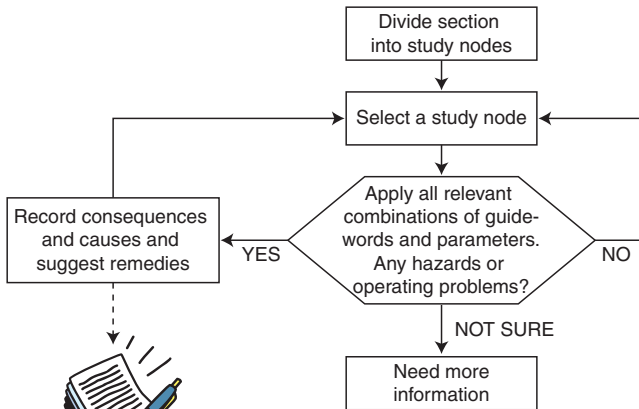 Divide section
into study nodes
Select a study node
Apply all relevant
combinations of guide-
words and parameters.
Any hazards or
operating problems?
Record consequences
and causes and
suggest remedies
YES
NO
NOT SURE
Need more
information